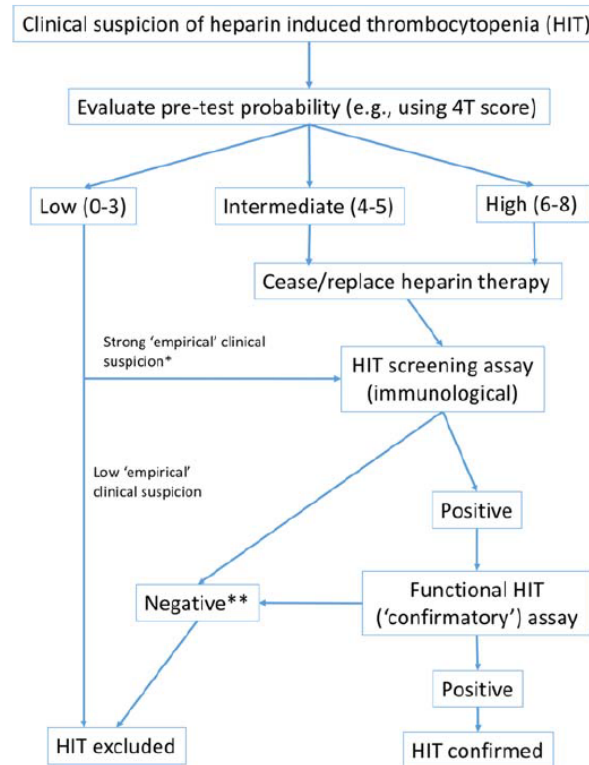 Clinical suspicion of heparin induced thrombocytopenia (HIT)
Evaluate pre-test probability (e.g., using 4T score)
Low (0-3)
Intermediate (4-5)
High (6-8)
Cease/replace heparin therapy
Strong ‘empirical’ clinical
suspicion*
HIT screening assay
(immunological)
Low ‘empirical’
clinical suspicion
Positive
Negative**
Functional HIT
(‘confirmatory’) assay
Positive
HIT excluded
HIT confirmed